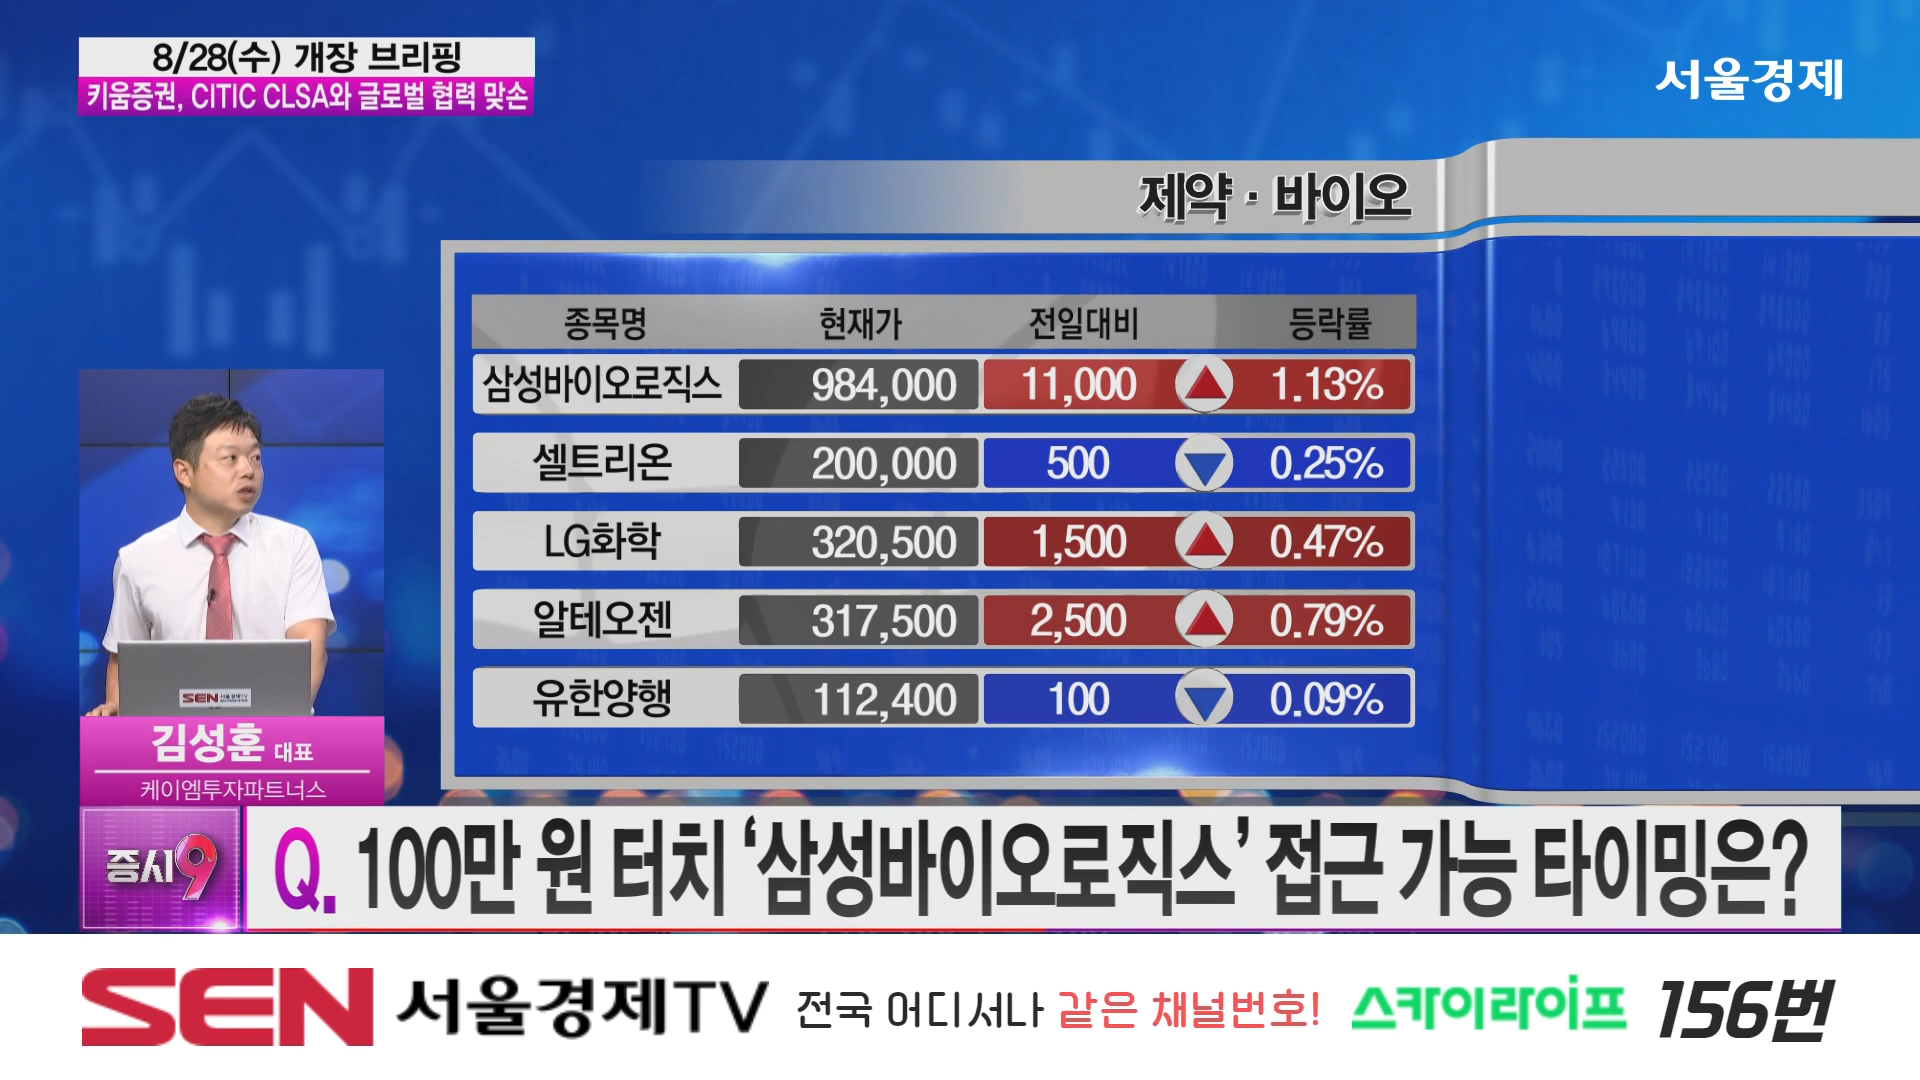 8/28(수) 개장 브리핑
키움증권, CITIC CLSA와 글로벌 협력 맞손
서울경제
제약·바이오
종목명 현재가 전일대비 등락률
삼성바이오로직스 984,000 11,000 ▲ 1.13%
셀트리온 200,000 500 ▼ 0.25%
LG화학 320,500 1,500 ▲ 0.47%
알테오젠 317,500 2,500 ▲ 0.79%
유한양행 112,400 100 ▼ 0.09%
SEN 서울경제TV
김성훈 대표
케이엠투자파트너스
증시9
Q. 100만 원 터치 ‘삼성바이오로직스’ 접근 가능 타이밍은?
SEN 서울경제TV 전국 어디서나 같은 채널번호! 스카이라이프 156번